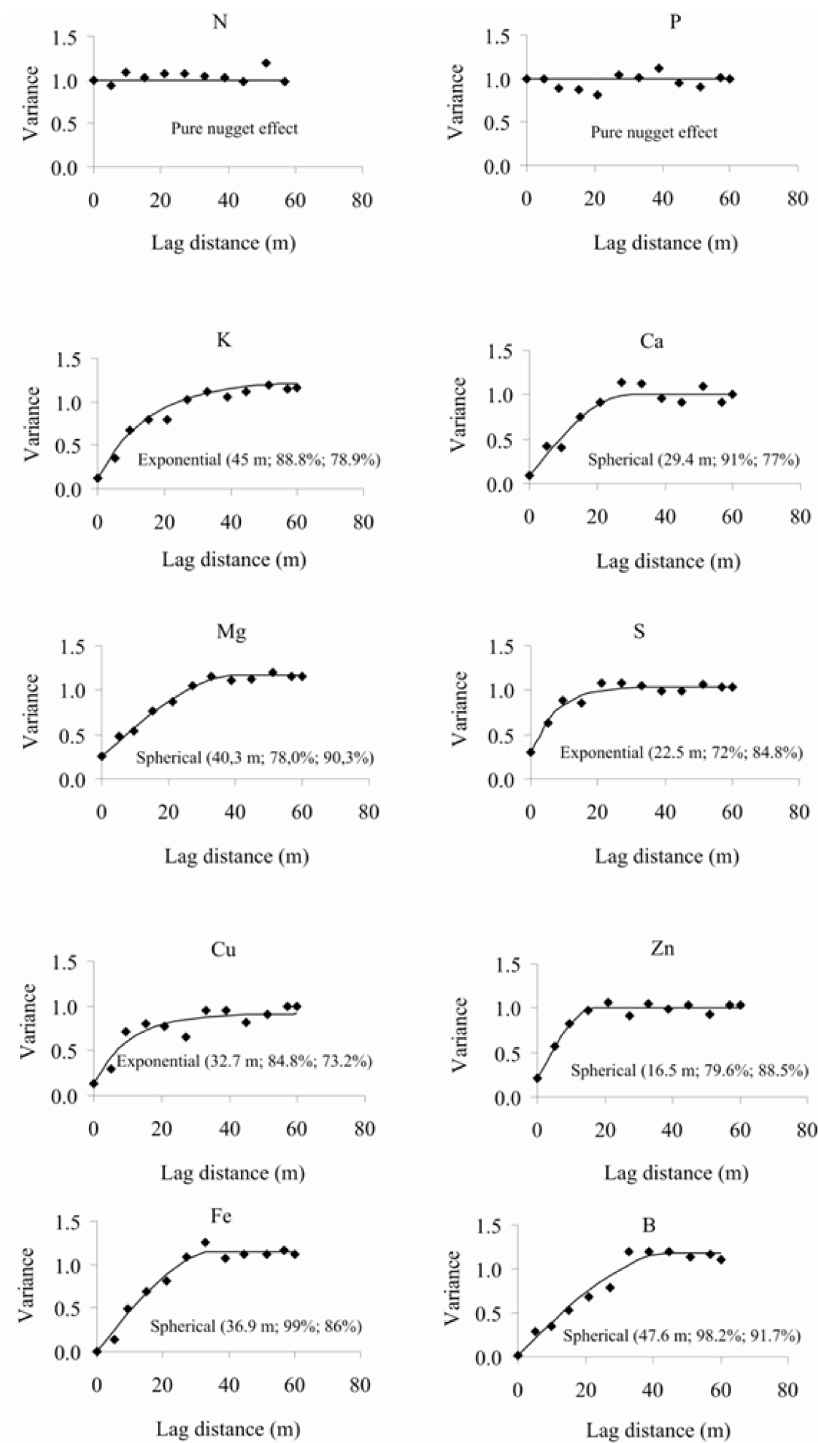 N
1.5
1.0
0.5
0.0
Variance
Pure nugget effect
0 20 40 60 80
Lag distance (m)
P
1.5
1.0
0.5
0.0
Variance
Pure nugget effect
0 20 40 60 80
Lag distance (m)
K
1.5
1.0
0.5
0.0
Variance
Exponential (45 m; 88.8%; 78.9%)
0 20 40 60 80
Lag distance (m)
Ca
1.5
1.0
0.5
0.0
Variance
Spherical (29.4 m; 91%; 77%)
0 20 40 60 80
Lag distance (m)
Mg
1.5
1.0
0.5
0.0
Variance
Spherical (40,3 m; 78,0%; 90,3%)
0 20 40 60 80
Lag distance (m)
S
1.5
1.0
0.5
0.0
Variance
Exponential (22.5 m; 72%; 84.8%)
0 20 40 60 80
Lag distance (m)
Cu
1.5
1.0
0.5
0.0
Variance
Exponential (32.7 m; 84.8%; 73.2%)
0 20 40 60 80
Lag distance (m)
Zn
1.5
1.0
0.5
0.0
Variance
Spherical (16.5 m; 79.6%; 88.5%)
0 20 40 60 80
Lag distance (m)
Fe
1.5
1.0
0.5
0.0
Variance
Spherical (36.9 m; 99%; 86%)
0 20 40 60 80
Lag distance (m)
B
1.5
1.0
0.5
0.0
Variance
Spherical (47.6 m; 98.2%; 91.7%)
0 20 40 60 80
Lag distance (m)